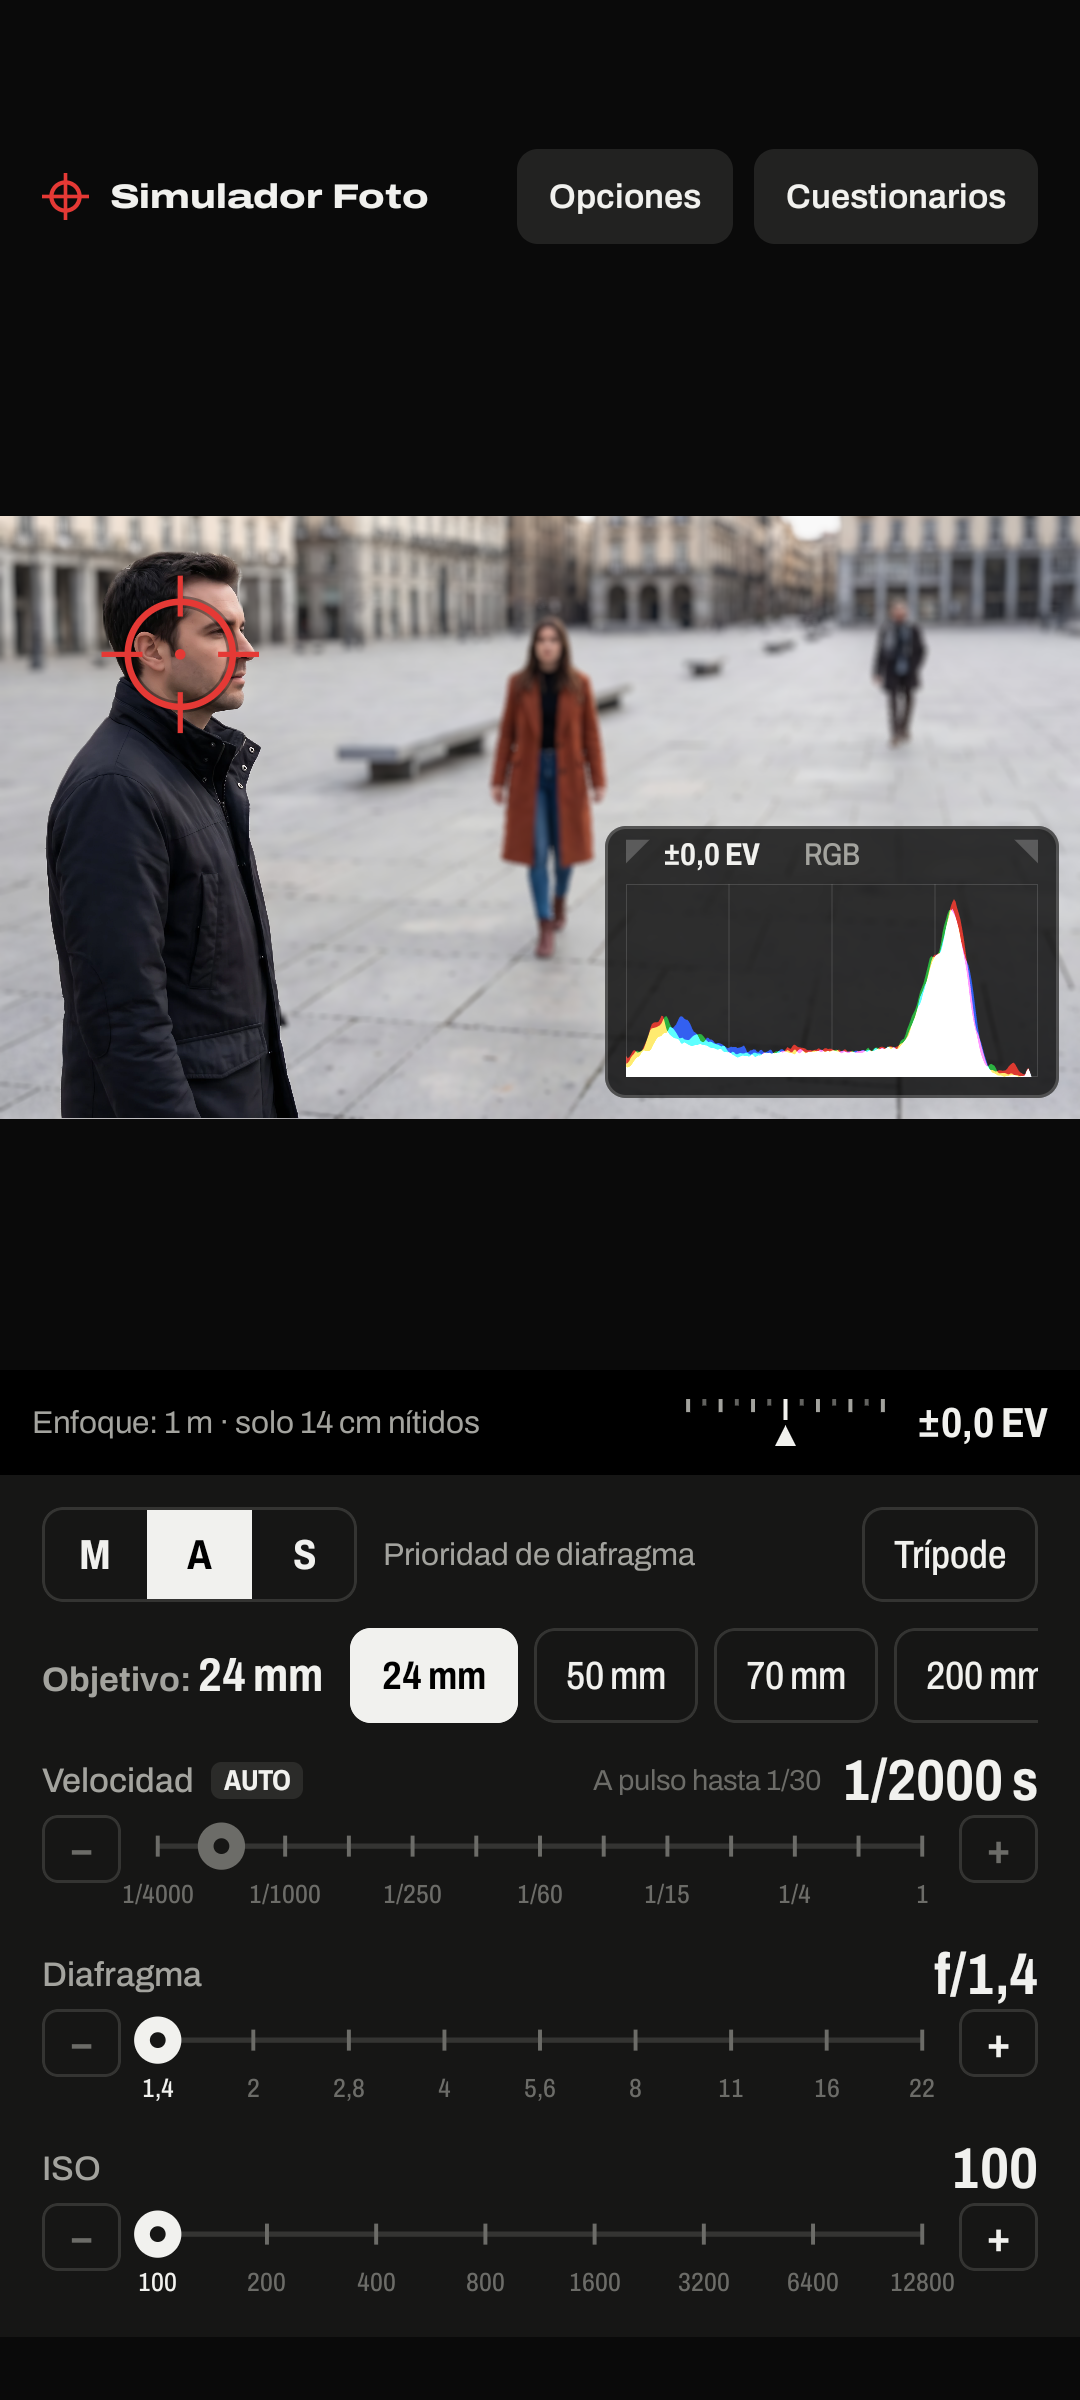 Simulador Foto
Opciones
Cuestionarios
±0,0 EV RGB
Enfoque: 1 m · solo 14 cm nítidos
±0,0 EV
M A S
Prioridad de diafragma
Trípode
Objetivo: 24 mm
24 mm
50 mm
70 mm
200 mm
Velocidad AUTO
A pulso hasta 1/30
1/2000 s
− +
1/4000 1/1000 1/250 1/60 1/15 1/4 1
Diafragma
f/1,4
− +
1,4 2 2,8 4 5,6 8 11 16 22
ISO
100
− +
100 200 400 800 1600 3200 6400 12800